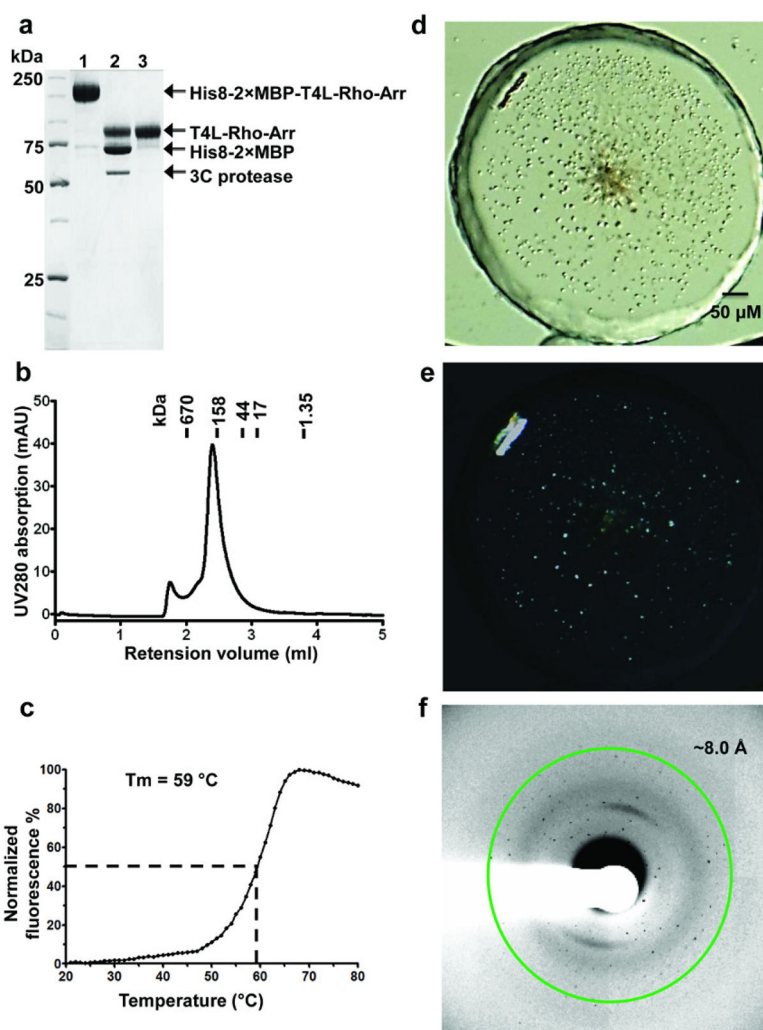 a
kDa 1 2 3
250
75
50
25
His8-2×MBP-T4L-Rho-Arr
T4L-Rho-Arr
His8-2×MBP
3C protease
b
kDa
670
158
44
17
1.35
UV280 absorption (mAU)
50
40
30
20
10
0
0 1 2 3 4 5
Retension volume (ml)
c
Tm = 59 °C
Normalized
fluorescence %
100
80
60
40
20
0
20 30 40 50 60 70 80
Temperature (°C)
d
50 µM
e
f
~8.0 Å